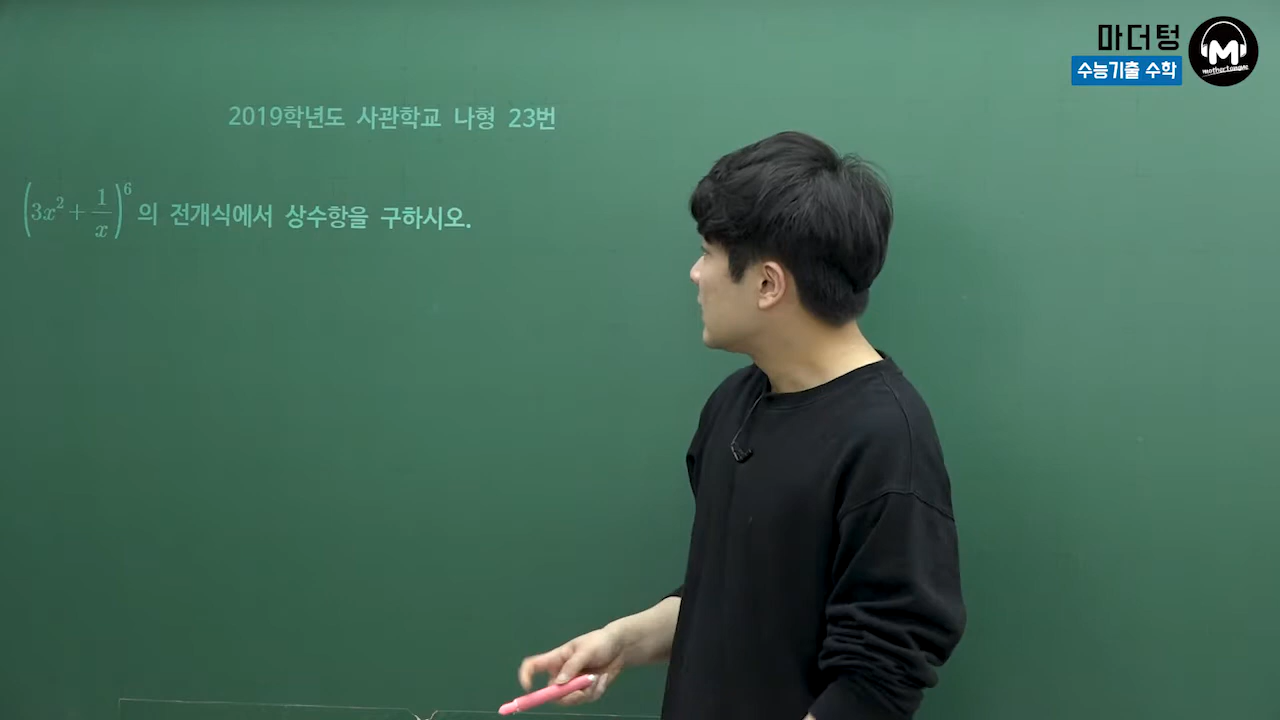 마더텅
수능기출 수학
M
mothertongue
2019학년도 사관학교 나형 23번
(3x² + 1/x)⁶ 의 전개식에서 상수항을 구하시오.